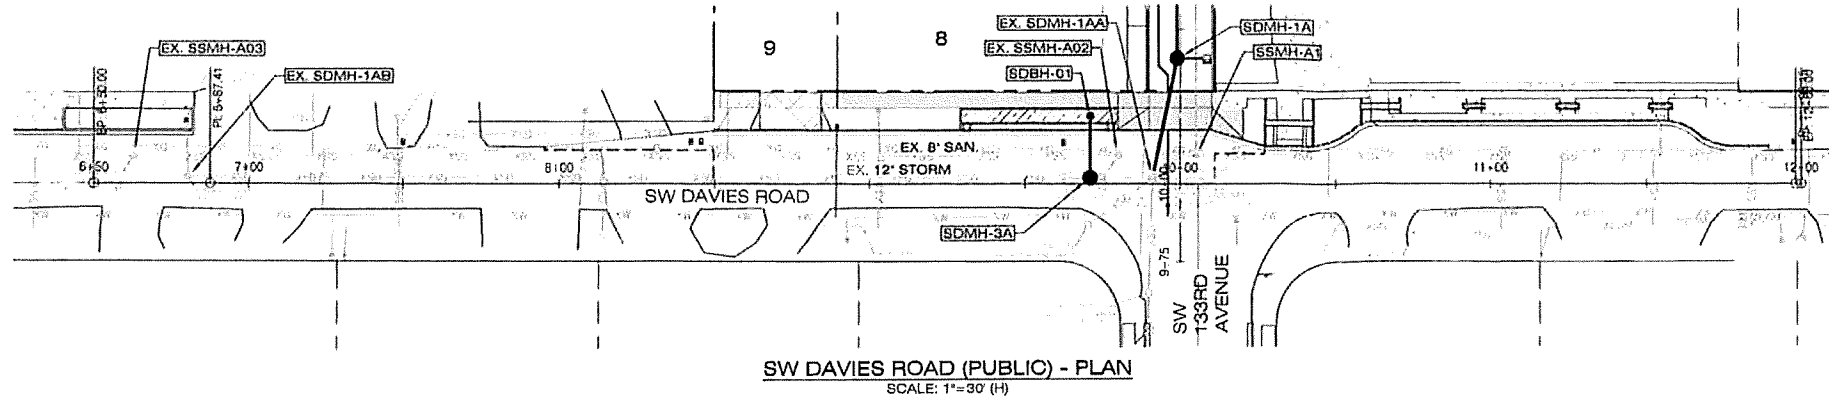 EX. SSMH-A03
EX. SDMH-1AB
9
8
EX. SDMH-1AA
EX. SSMH-A02
SDBH-01
SDMH-1A
SSMH-A1
6+50
7+00
8+00
EX. 8" SAN.
EX. 12" STORM
10+00
11+00
12+00
SW DAVIES ROAD
SDMH-3A
9+75
SW
133RD
AVENUE
SW DAVIES ROAD (PUBLIC) - PLAN
SCALE: 1"=30' (H)